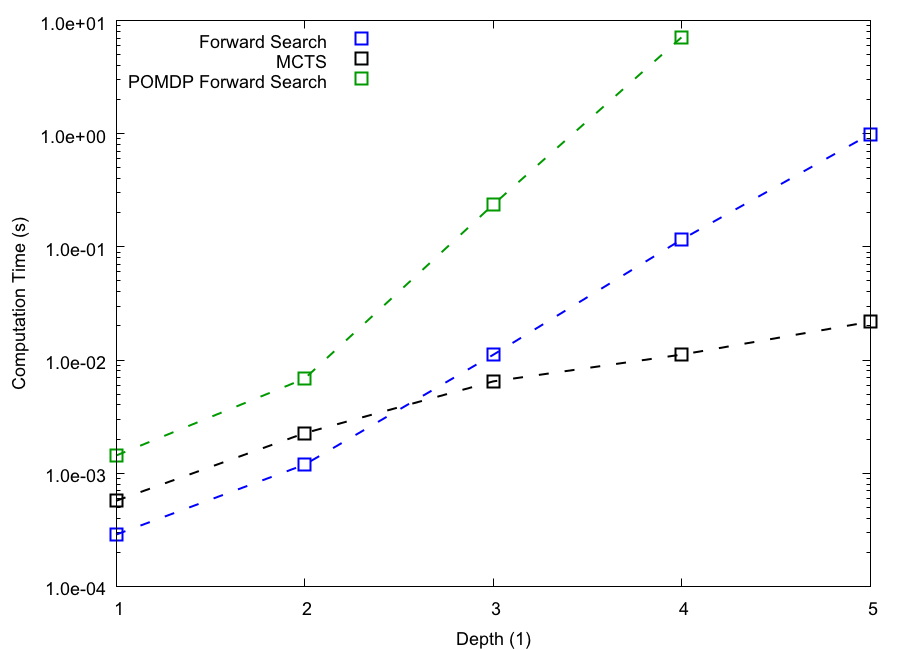 1.0e+01
Forward Search
MCTS
POMDP Forward Search
1.0e+00
1.0e-01
Computation Time (s)
1.0e-02
1.0e-03
1.0e-04
1 2 3 4 5
Depth (1)